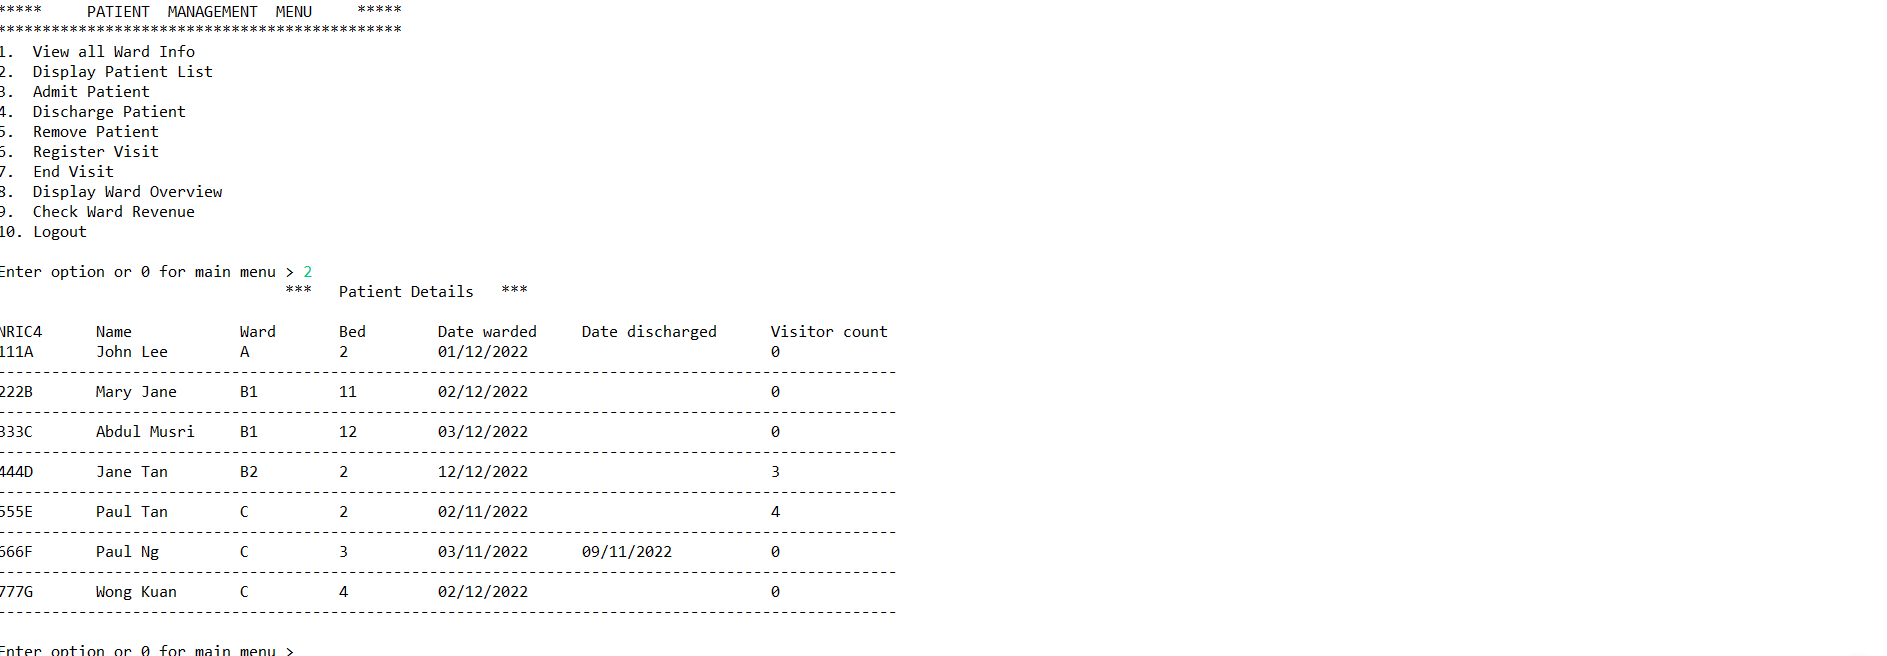 ***** PATIENT MANAGEMENT MENU *****
*********************************************
1. View all Ward Info
2. Display Patient List
3. Admit Patient
4. Discharge Patient
5. Remove Patient
6. Register Visit
7. End Visit
8. Display Ward Overview
9. Check Ward Revenue
10. Logout
Enter option or 0 for main menu > 2
*** Patient Details ***
NRIC4 Name Ward Bed Date warded Date discharged Visitor count
111A John Lee A 2 01/12/2022 0
----------------------------------------------------------------------------------------------------
222B Mary Jane B1 11 02/12/2022 0
----------------------------------------------------------------------------------------------------
333C Abdul Musri B1 12 03/12/2022 0
----------------------------------------------------------------------------------------------------
444D Jane Tan B2 2 12/12/2022 3
----------------------------------------------------------------------------------------------------
555E Paul Tan C 2 02/11/2022 4
----------------------------------------------------------------------------------------------------
666F Paul Ng C 3 03/11/2022 09/11/2022 0
----------------------------------------------------------------------------------------------------
777G Wong Kuan C 4 02/12/2022 0
----------------------------------------------------------------------------------------------------
Enter option or 0 for main menu >